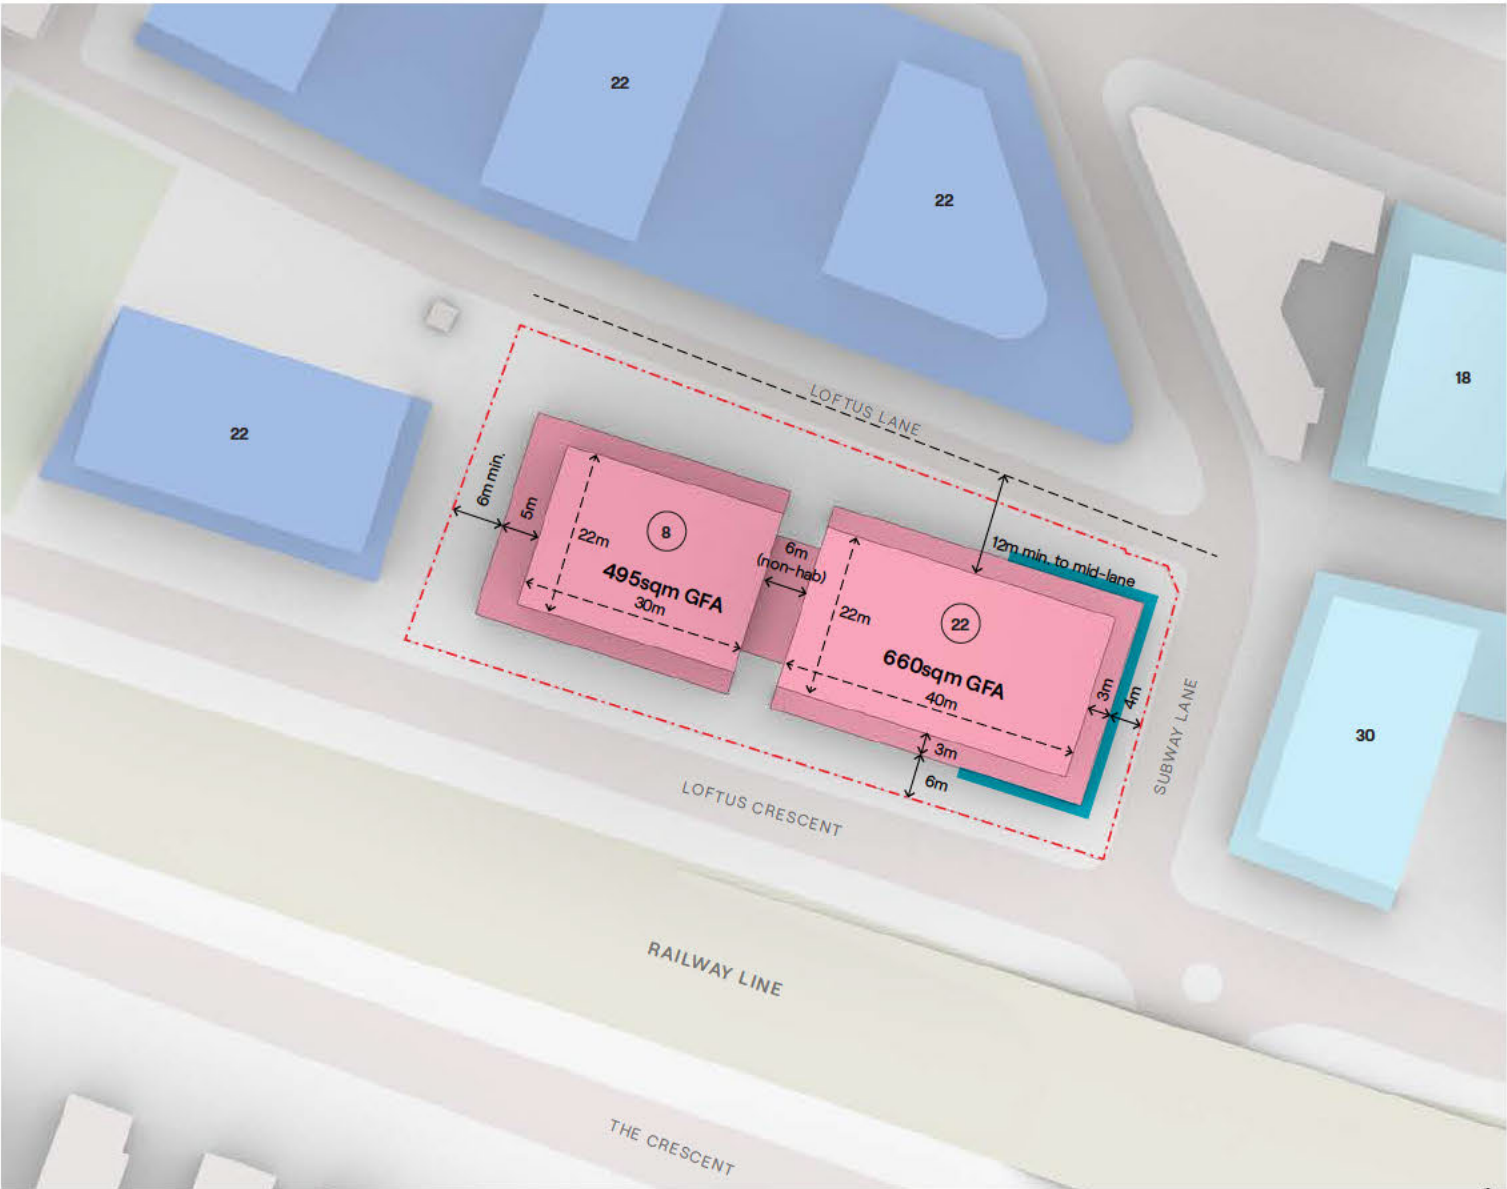 22
22
22
18
LOFTUS LANE
6m min.
5m
22m
8
495sqm GFA
30m
6m
(non-hab)
12m min. to mid-lane
22m
22
660sqm GFA
40m
3m
4m
3m
6m
30
SUBWAY LANE
LOFTUS CRESCENT
RAILWAY LINE
THE CRESCENT